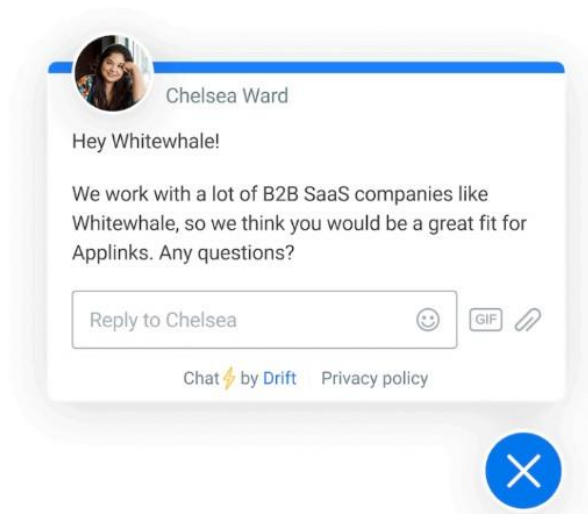 Chelsea Ward
Hey Whitewhale!
We work with a lot of B2B SaaS companies like
Whitewhale, so we think you would be a great fit for
Applinks. Any questions?
Reply to Chelsea
GIF
Chat by Drift Privacy policy